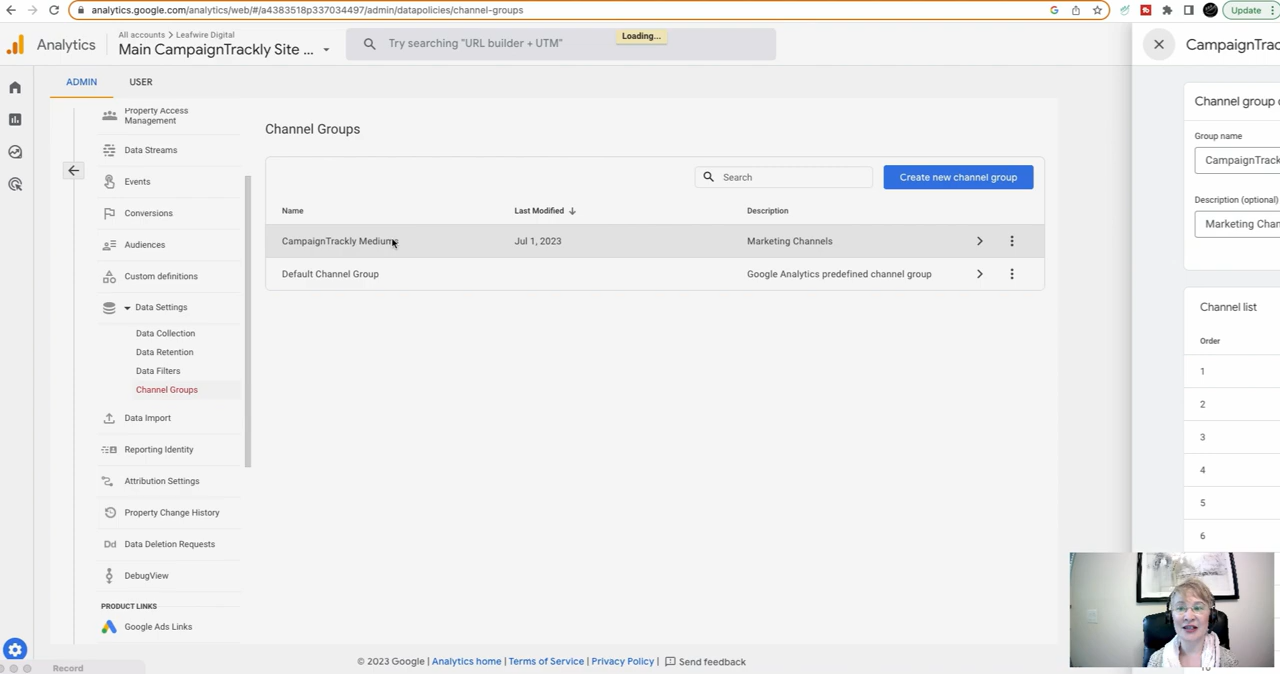 analytics.google.com/analytics/web/#/a4383518p337034497/admin/datapolicies/channel-groups
Update
Analytics
All accounts > Leafwire Digital
Main CampaignTrackly Site ...
Try searching "URL builder + UTM"
Loading...
ADMIN
USER
Property Access
Management
Data Streams
Events
Conversions
Audiences
Custom definitions
Data Settings
Data Collection
Data Retention
Data Filters
Channel Groups
Data Import
Reporting Identity
Attribution Settings
Property Change History
Dd Data Deletion Requests
DebugView
PRODUCT LINKS
Google Ads Links
Record
Channel Groups
Search
Create new channel group
Name
Last Modified
Description
CampaignTrackly Mediums
Jul 1, 2023
Marketing Channels
Default Channel Group
Google Analytics predefined channel group
© 2023 Google | Analytics home | Terms of Service | Privacy Policy | Send feedback
CampaignTrac
Channel group
Group name
CampaignTrack
Description (optional)
Marketing Chan
Channel list
Order
1
2
3
4
5
6